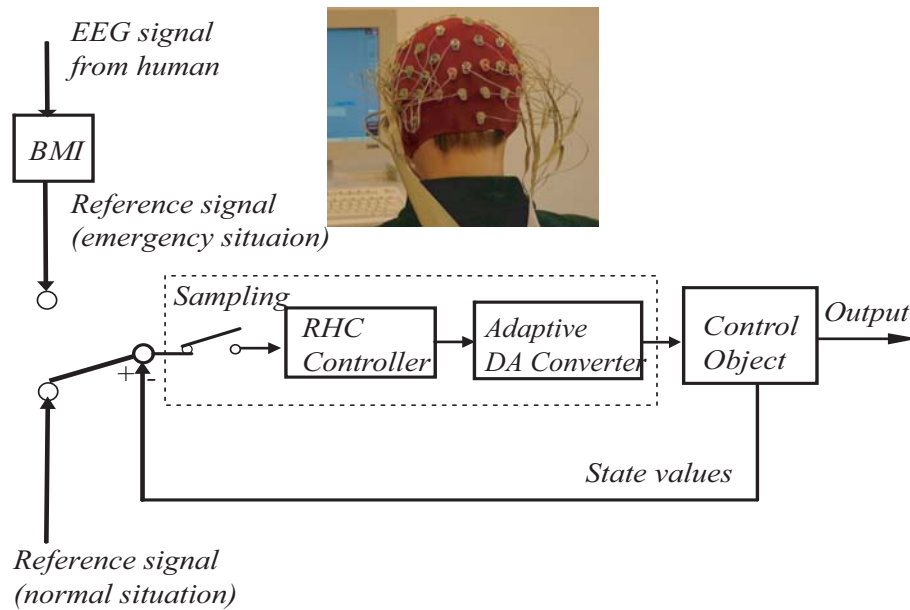 EEG signal
from human
BMI
Reference signal
(emergency situaion)
Sampling
RHC
Controller
Adaptive
DA Converter
Control
Object
Output
+ -
State values
Reference signal
(normal situation)